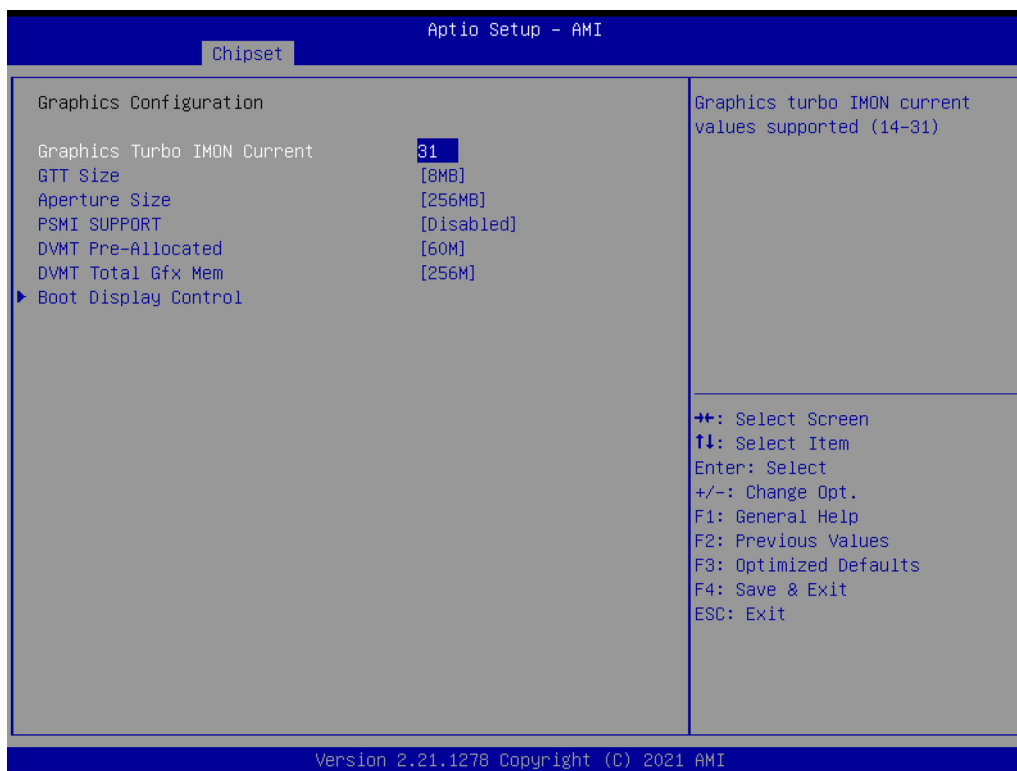 Aptio Setup – AMI
Chipset
Graphics Configuration
Graphics Turbo IMON Current 31
GTT Size [8MB]
Aperture Size [256MB]
PSMI SUPPORT [Disabled]
DVMT Pre-Allocated [60M]
DVMT Total Gfx Mem [256M]
Boot Display Control
Graphics turbo IMON current
values supported (14-31)
→←: Select Screen
↑↓: Select Item
Enter: Select
+/-: Change Opt.
F1: General Help
F2: Previous Values
F3: Optimized Defaults
F4: Save & Exit
ESC: Exit
Version 2.21.1278 Copyright (C) 2021 AMI